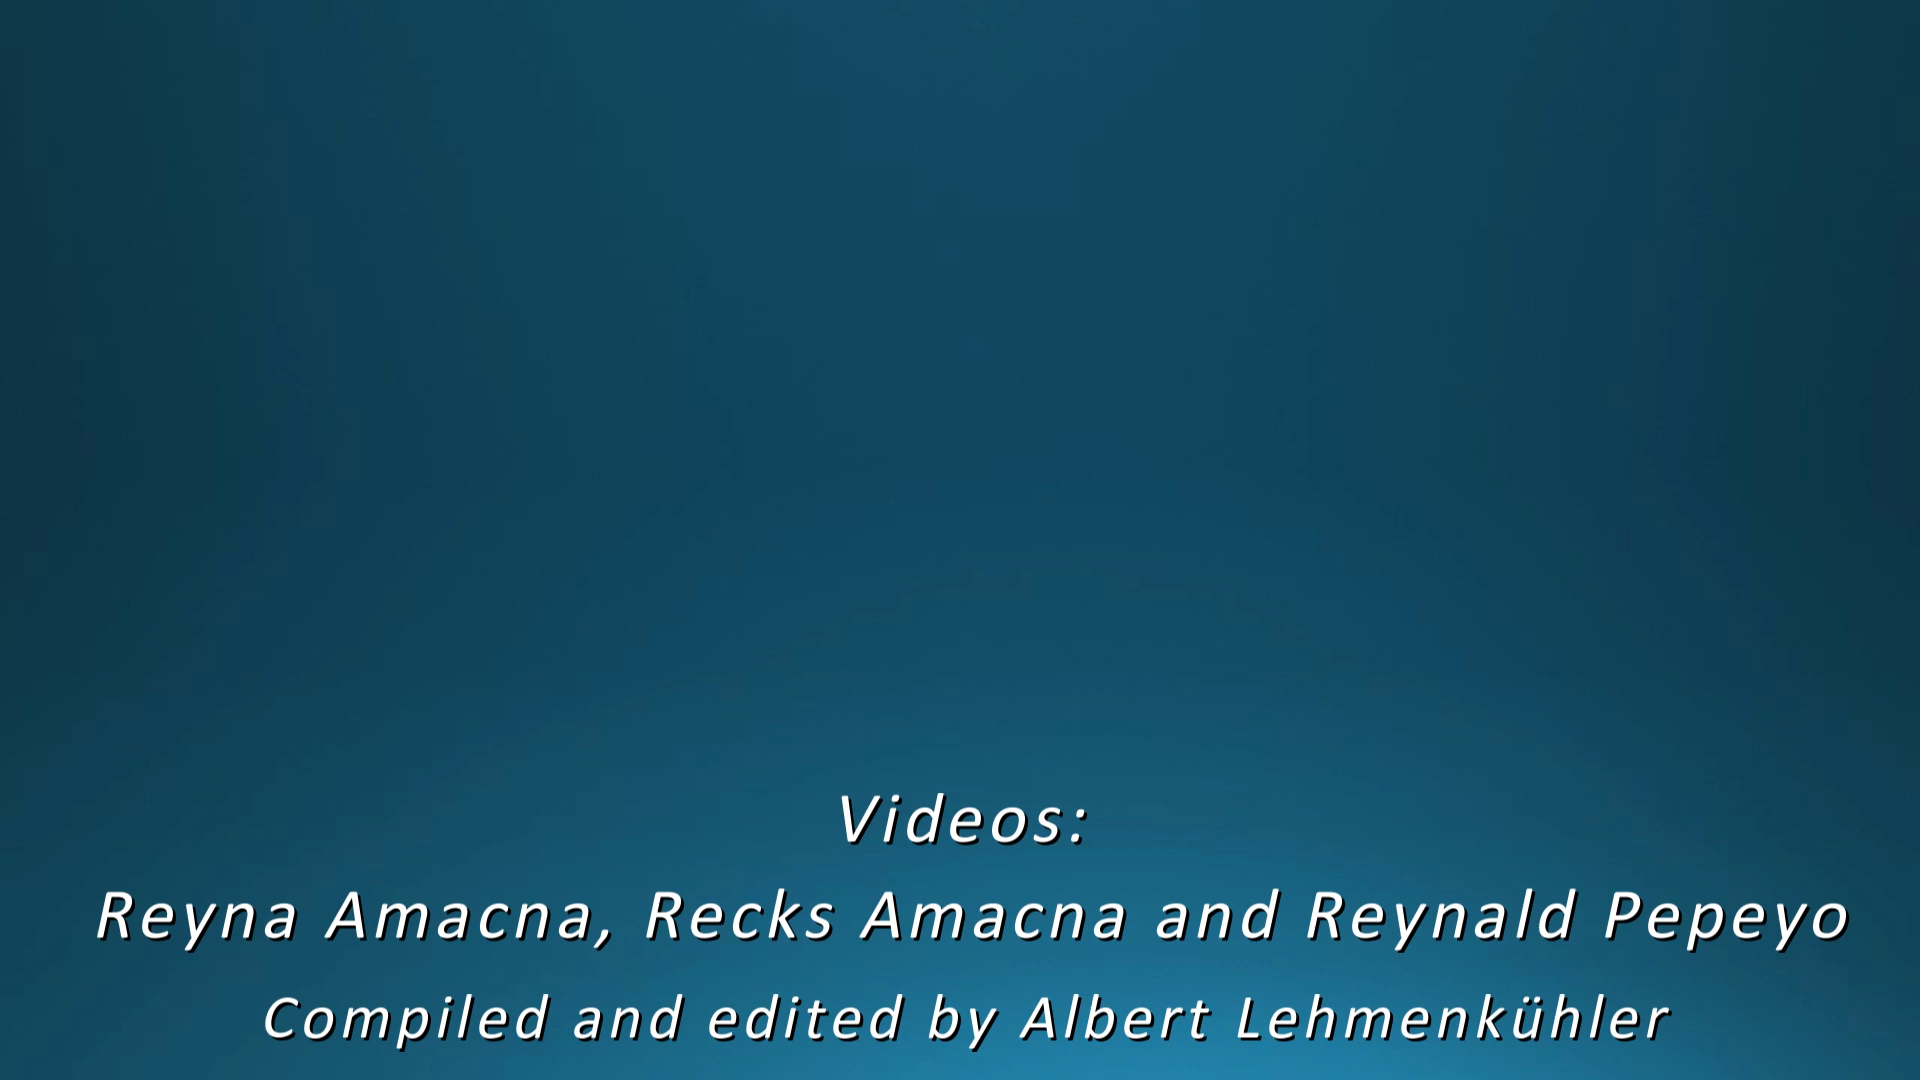 Videos:
Reyna Amacna, Recks Amacna and Reynald Pepeyo
Compiled and edited by Albert Lehmenkühler